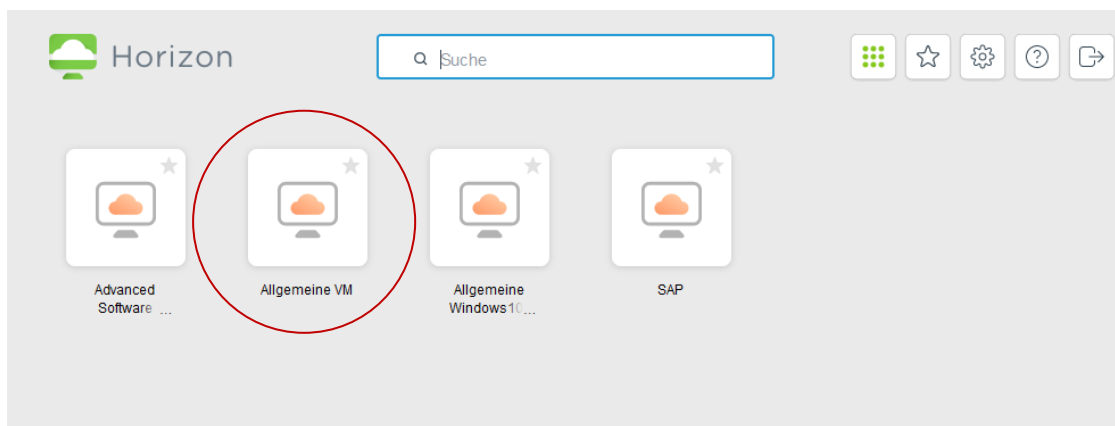 Horizon
Suche
Advanced
Software ...
Allgemeine VM
Allgemeine
Windows10...
SAP